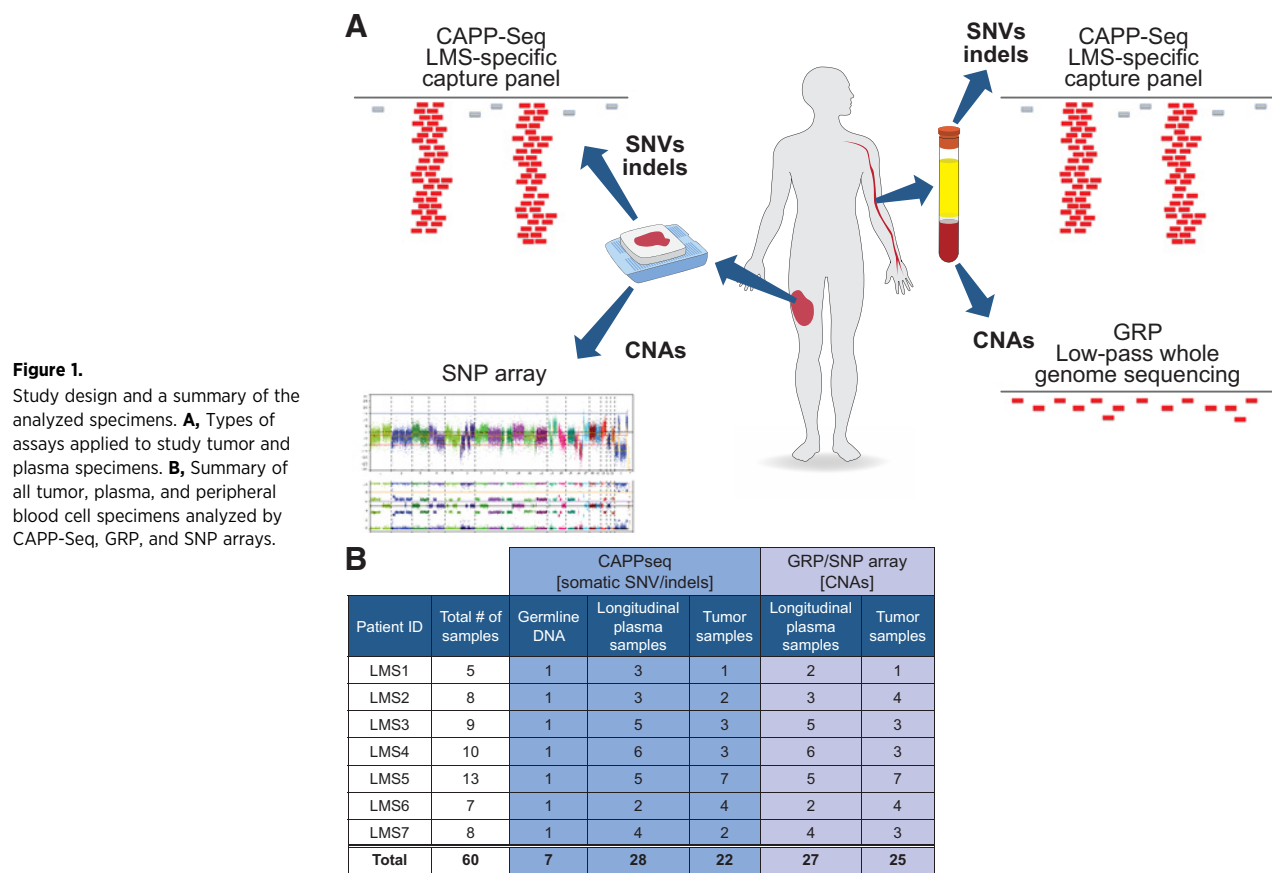 A
CAPP-Seq
LMS-specific
capture panel
SNVs
indels
CAPP-Seq
LMS-specific
capture panel
SNVs
indels
CNAs
SNP array
CNAs
GRP
Low-pass whole
genome sequencing
Figure 1.
Study design and a summary of the
analyzed specimens. A, Types of
assays applied to study tumor and
plasma specimens. B, Summary of
all tumor, plasma, and peripheral
blood cell specimens analyzed by
CAPP-Seq, GRP, and SNP arrays.
B
CAPPseq
[somatic SNV/indels]
GRP/SNP array
[CNAs]
Patient ID
Total # of
samples
Germline
DNA
Longitudinal
plasma
samples
Tumor
samples
Longitudinal
plasma
samples
Tumor
samples
LMS1 5 1 3 1 2 1
LMS2 8 1 3 2 3 4
LMS3 9 1 5 3 5 3
LMS4 10 1 6 3 6 3
LMS5 13 1 5 7 5 7
LMS6 7 1 2 4 2 4
LMS7 8 1 4 2 4 3
Total 60 7 28 22 27 25